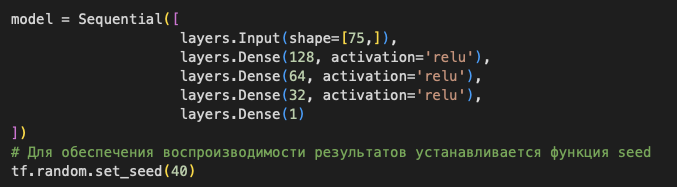 model = Sequential([
layers.Input(shape=[75,]),
layers.Dense(128, activation='relu'),
layers.Dense(64, activation='relu'),
layers.Dense(32, activation='relu'),
layers.Dense(1)
])
# Для обеспечения воспроизводимости результатов устанавливается функция seed
tf.random.set_seed(40)